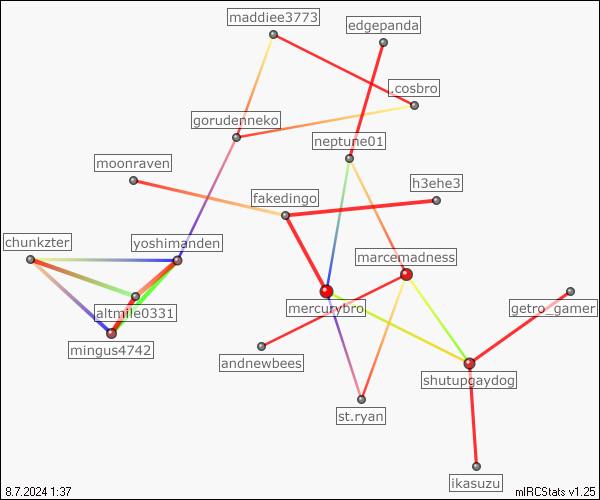 maddiee3773
edgepanda
.cosbro
gorudenneko
neptune01
moonraven
h3ehe3
fakedingo
chunkzter
yoshimanden
marcemadness
altmile0331
mercurybro
getro_gamer
mingus4742
andnewbees
shutupgaydog
st.ryan
ikasuzu
8.7.2024 1:37
mIRCStats v1.25